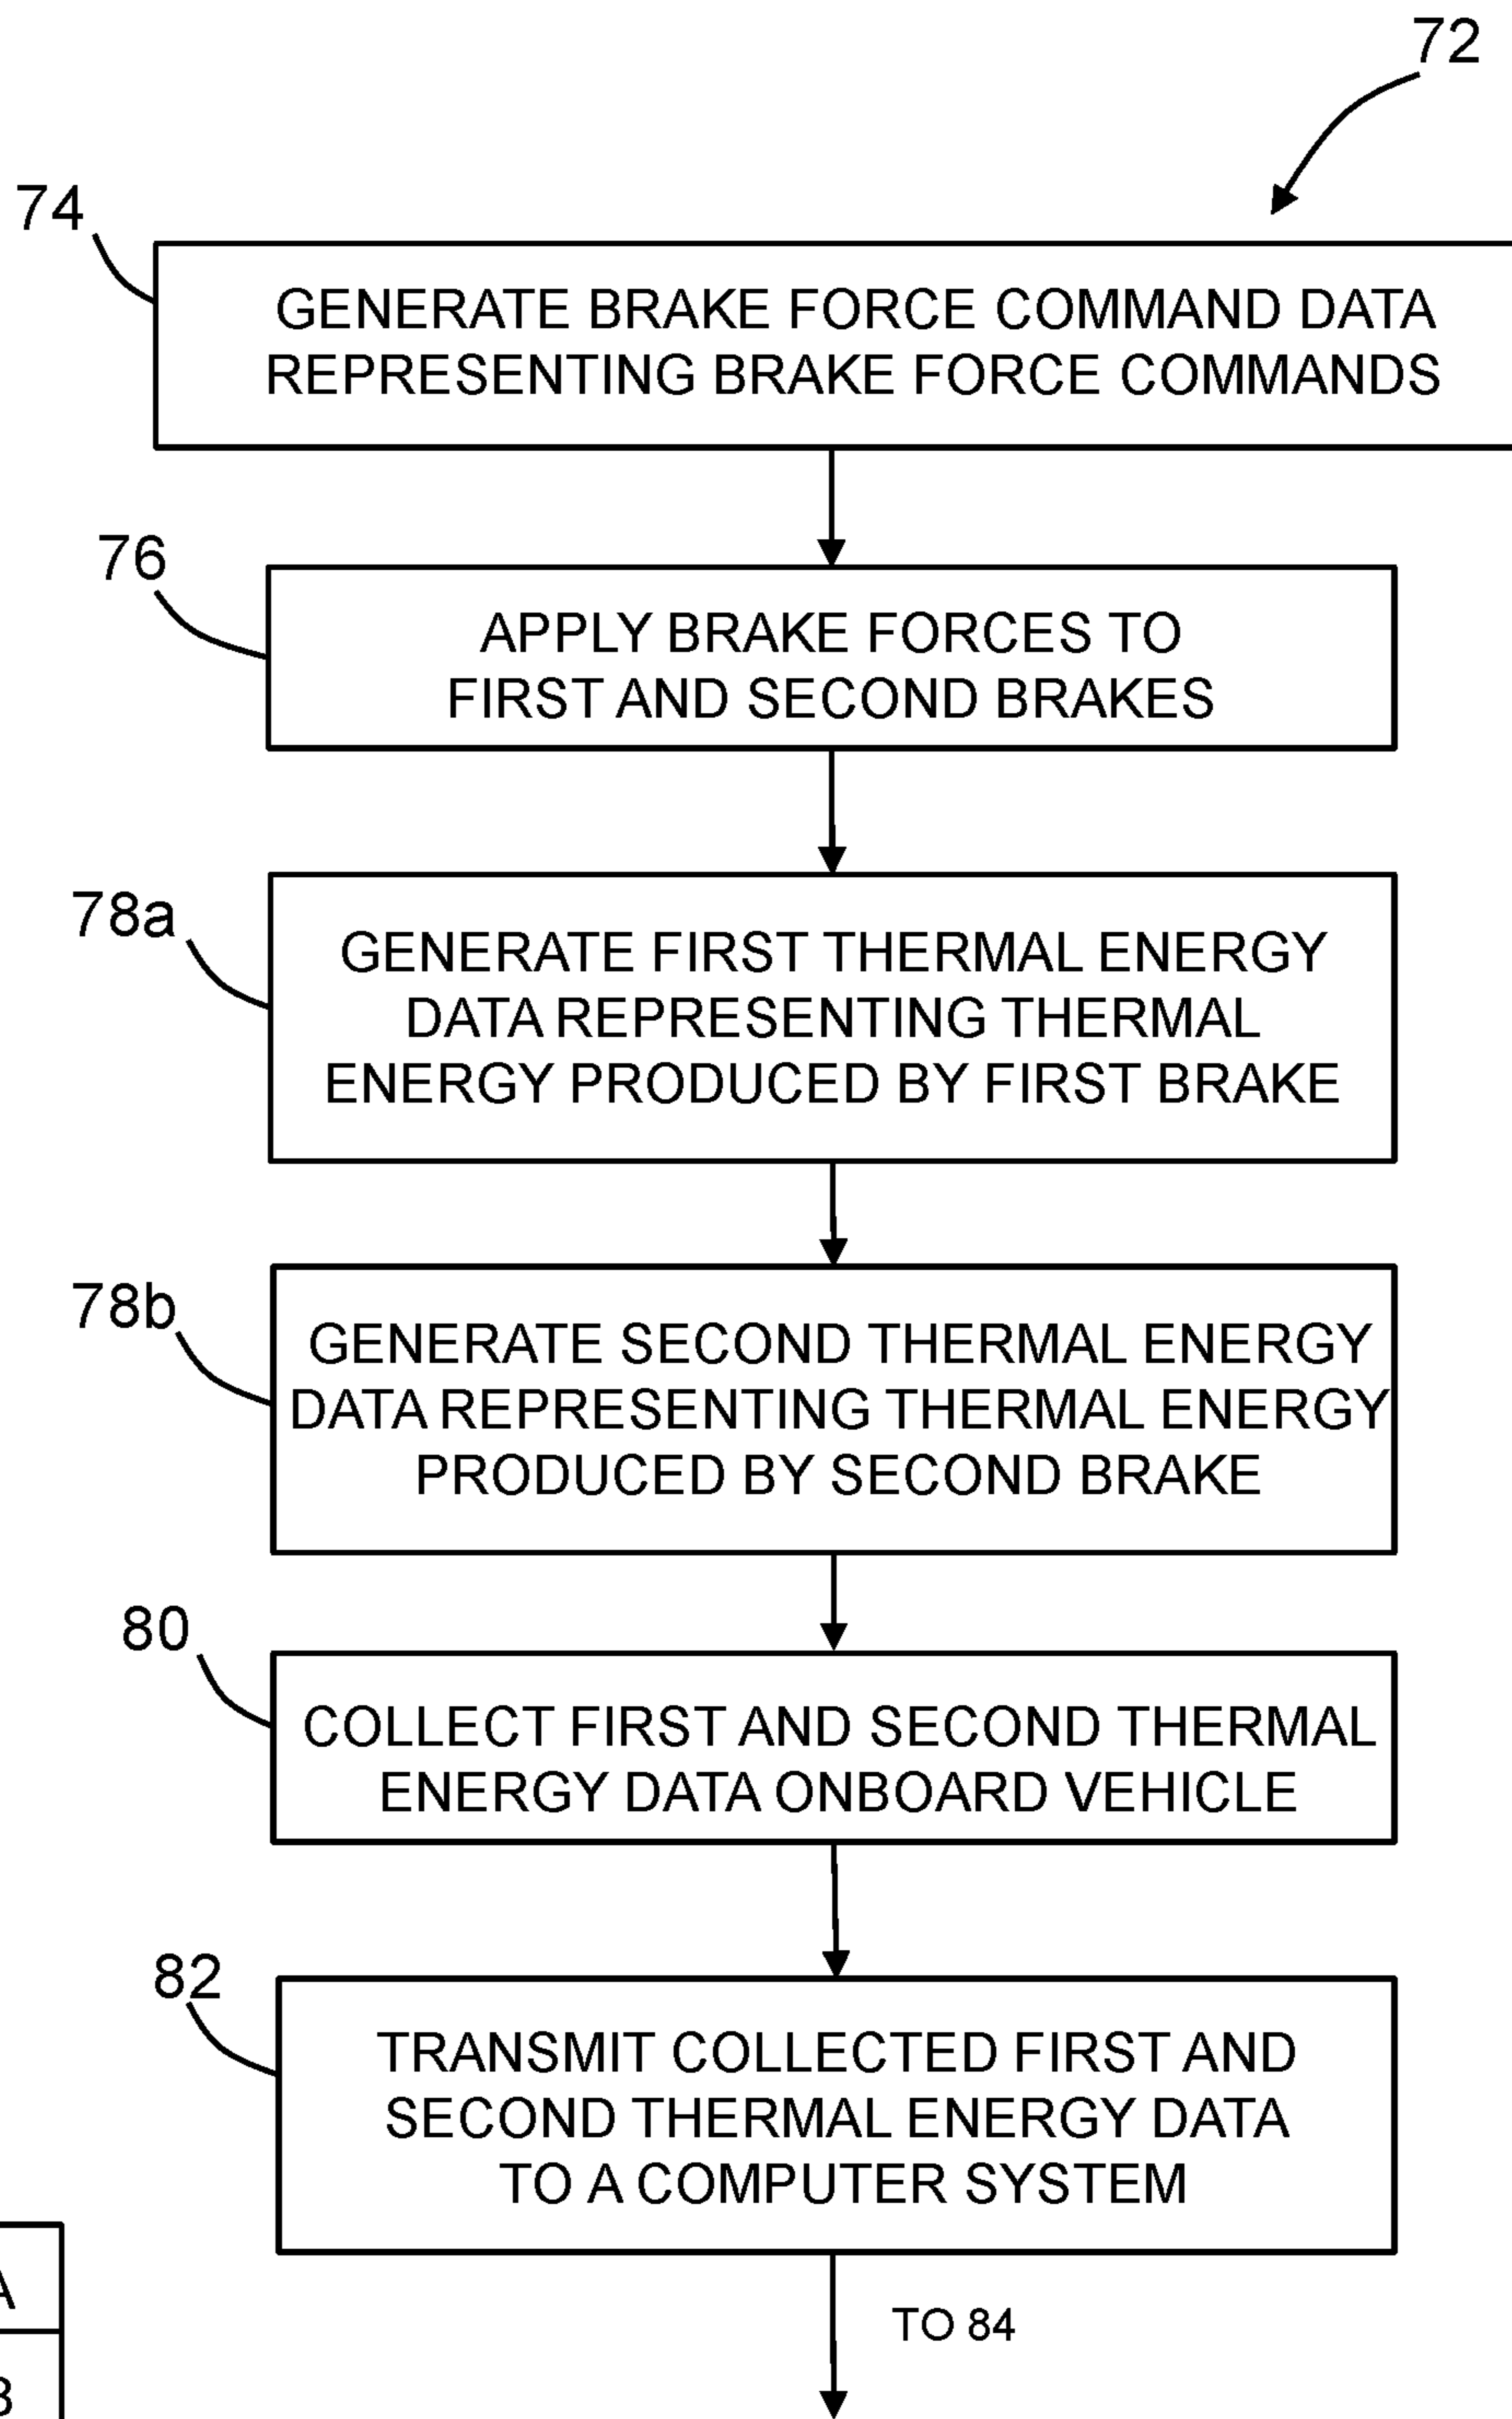 72
74
GENERATE BRAKE FORCE COMMAND DATA
REPRESENTING BRAKE FORCE COMMANDS
76
APPLY BRAKE FORCES TO
FIRST AND SECOND BRAKES
78a
GENERATE FIRST THERMAL ENERGY
DATA REPRESENTING THERMAL
ENERGY PRODUCED BY FIRST BRAKE
78b
GENERATE SECOND THERMAL ENERGY
DATA REPRESENTING THERMAL ENERGY
PRODUCED BY SECOND BRAKE
80
COLLECT FIRST AND SECOND THERMAL
ENERGY DATA ONBOARD VEHICLE
82
TRANSMIT COLLECTED FIRST AND
SECOND THERMAL ENERGY DATA
TO A COMPUTER SYSTEM
TO 84